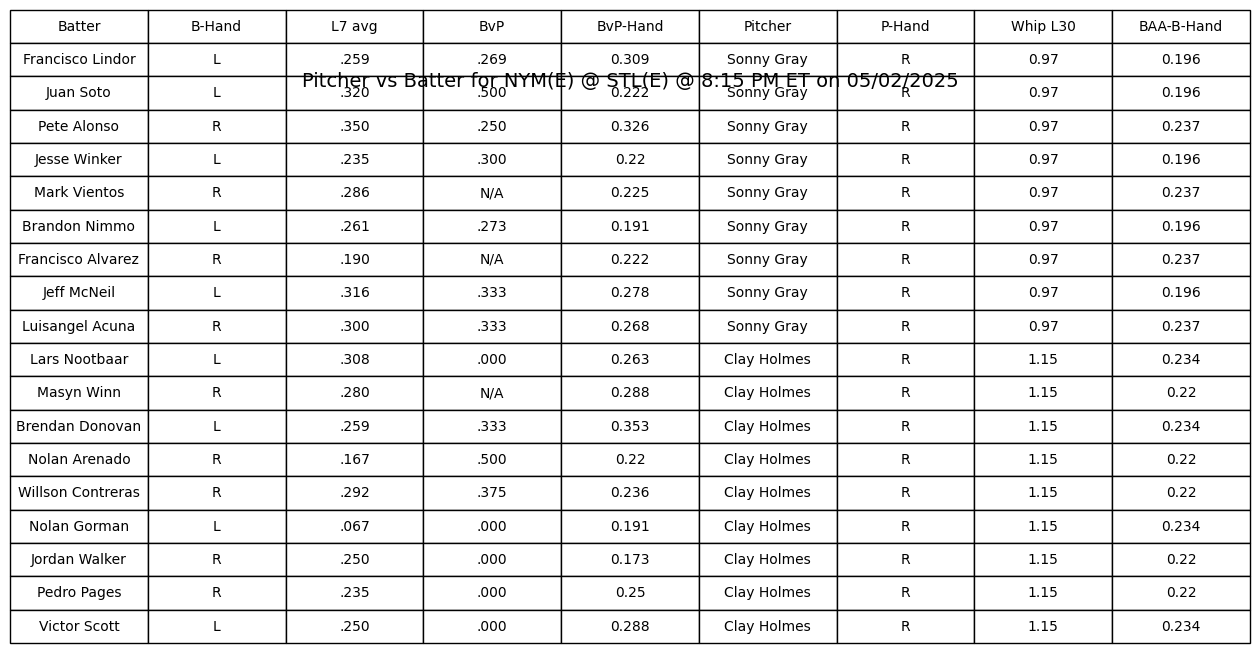 Batter B-Hand L7 avg BvP BvP-Hand Pitcher P-Hand Whip L30 BAA-B-Hand
Francisco Lindor L .259 .269 0.309 Sonny Gray R 0.97 0.196
Pitcher vs Batter for NYM(E) @ STL(E) @ 8:15 PM ET on 05/02/2025
Juan Soto L .320 .500 0.222 Sonny Gray R 0.97 0.196
Pete Alonso R .350 .250 0.326 Sonny Gray R 0.97 0.237
Jesse Winker L .235 .300 0.22 Sonny Gray R 0.97 0.196
Mark Vientos R .286 N/A 0.225 Sonny Gray R 0.97 0.237
Brandon Nimmo L .261 .273 0.191 Sonny Gray R 0.97 0.196
Francisco Alvarez R .190 N/A 0.222 Sonny Gray R 0.97 0.237
Jeff McNeil L .316 .333 0.278 Sonny Gray R 0.97 0.196
Luisangel Acuna R .300 .333 0.268 Sonny Gray R 0.97 0.237
Lars Nootbaar L .308 .000 0.263 Clay Holmes R 1.15 0.234
Masyn Winn R .280 N/A 0.288 Clay Holmes R 1.15 0.22
Brendan Donovan L .259 .333 0.353 Clay Holmes R 1.15 0.234
Nolan Arenado R .167 .500 0.22 Clay Holmes R 1.15 0.22
Willson Contreras R .292 .375 0.236 Clay Holmes R 1.15 0.22
Nolan Gorman L .067 .000 0.191 Clay Holmes R 1.15 0.234
Jordan Walker R .250 .000 0.173 Clay Holmes R 1.15 0.22
Pedro Pages R .235 .000 0.25 Clay Holmes R 1.15 0.22
Victor Scott L .250 .000 0.288 Clay Holmes R 1.15 0.234